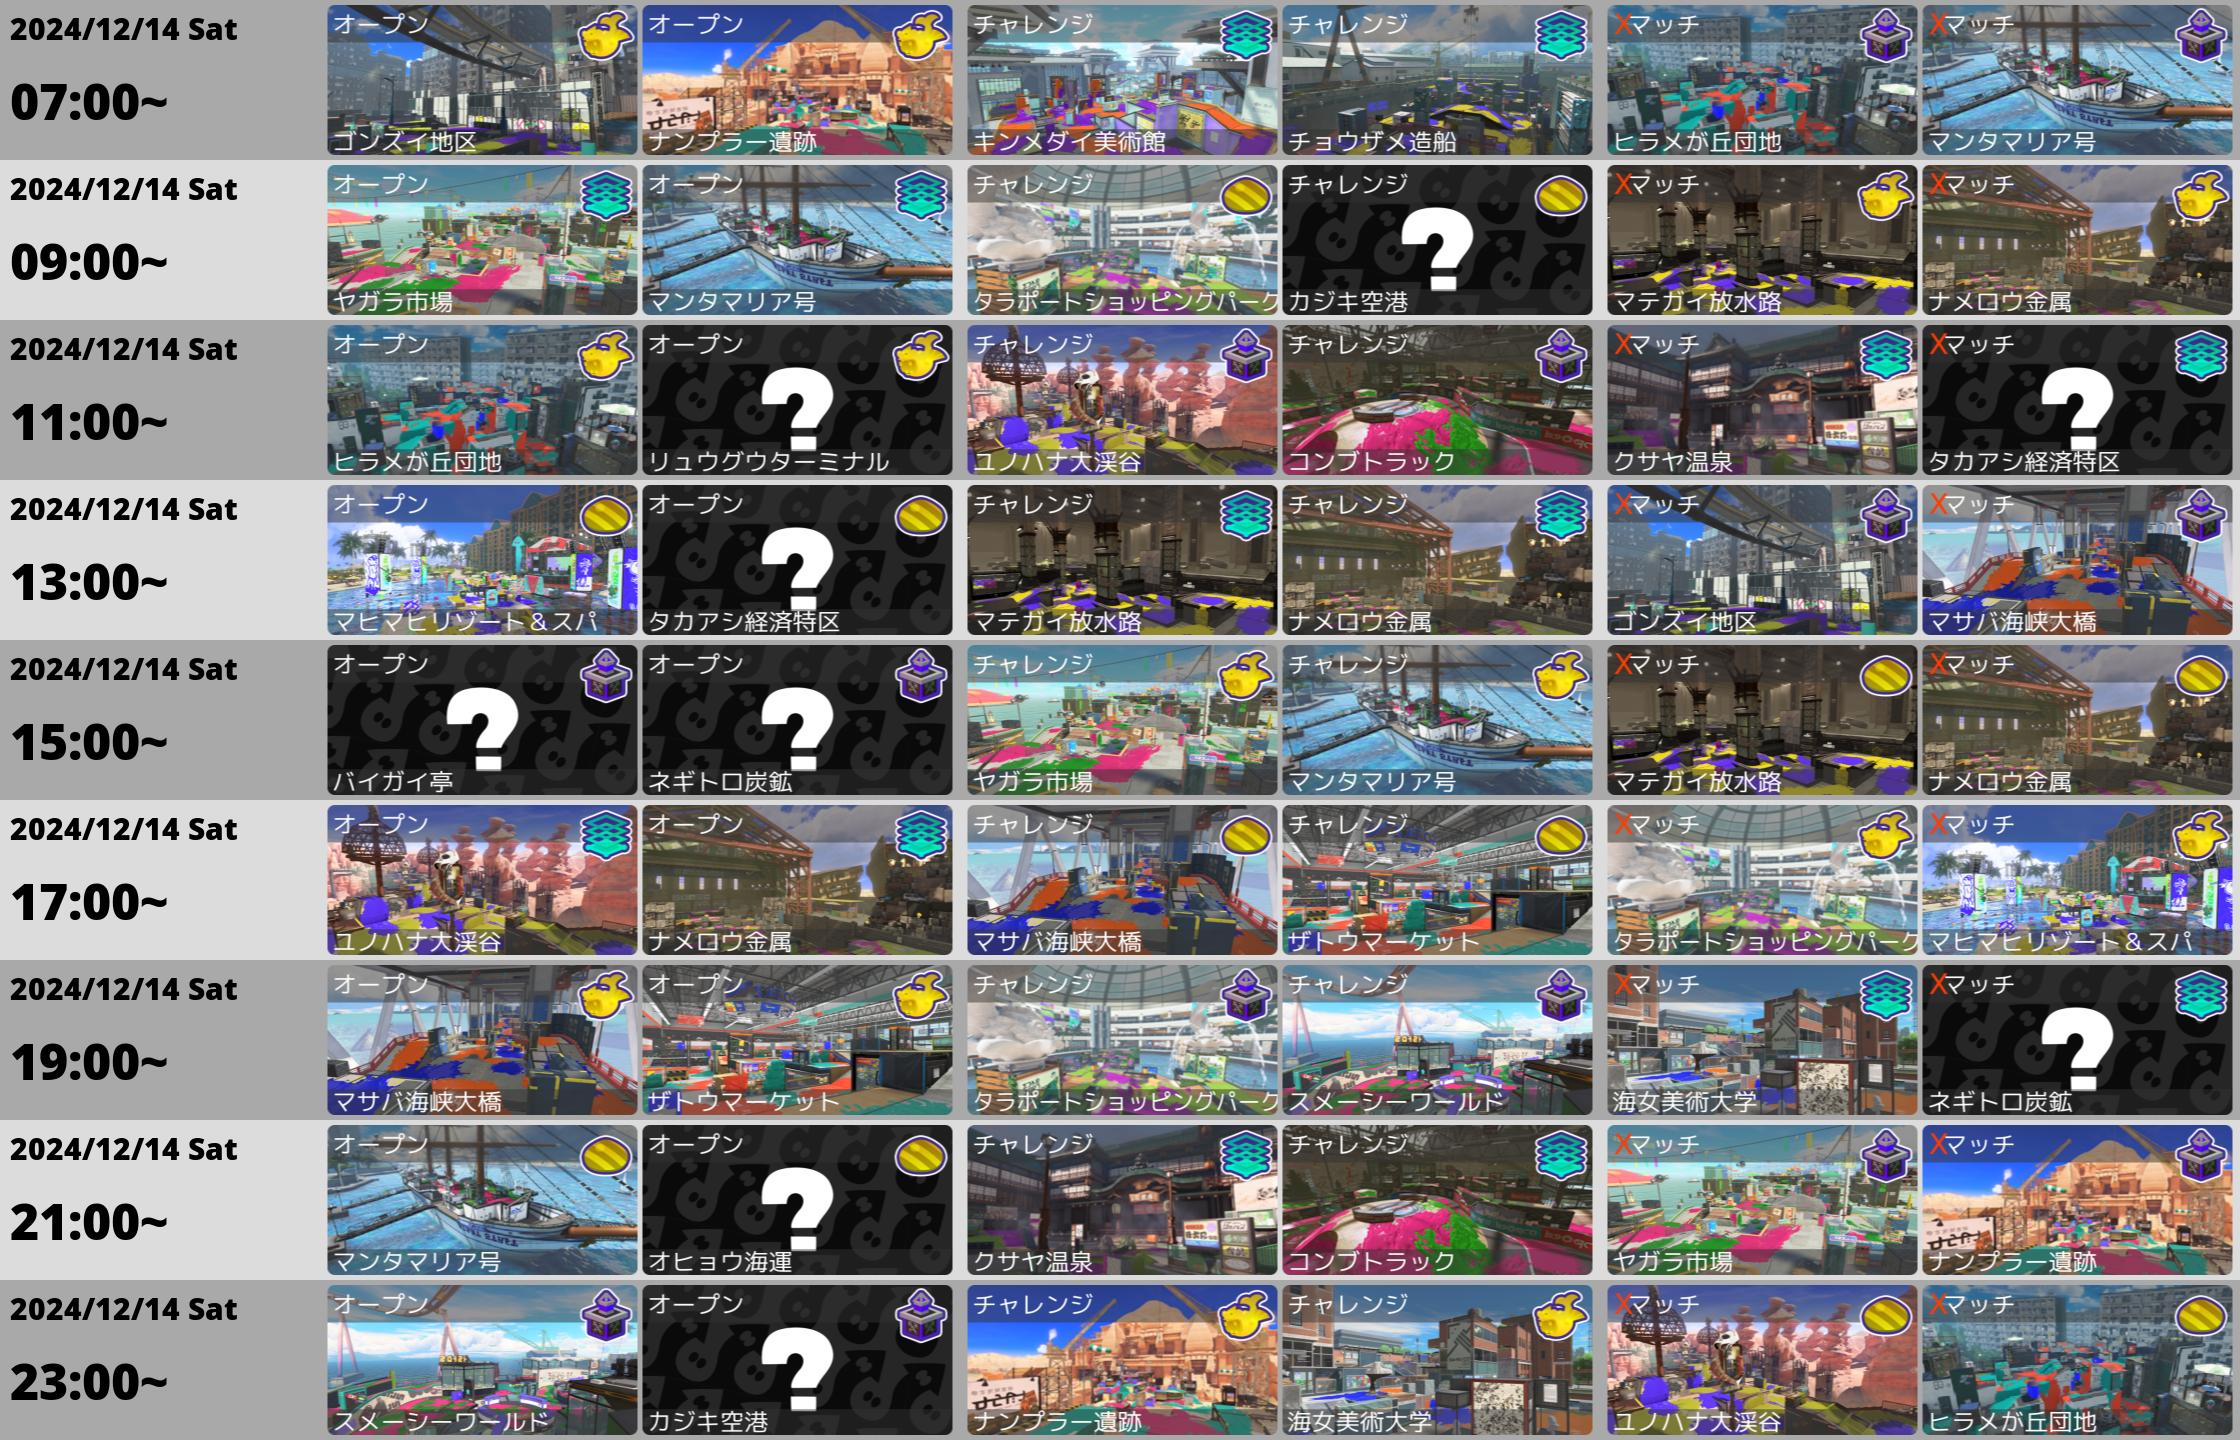 2024/12/14 Sat
07:00~
オープン オープン チャレンジ チャレンジ Xマッチ Xマッチ
ゴンズイ地区 ナンプラー遺跡 キンメダイ美術館 チョウザメ造船 ヒラメが丘団地 マンタマリア号
2024/12/14 Sat
09:00~
オープン オープン チャレンジ チャレンジ Xマッチ Xマッチ
ヤガラ市場 マンタマリア号 タラポートショッピングパーク カジキ空港 マテガイ放水路 ナメロウ金属
?
2024/12/14 Sat
11:00~
オープン オープン チャレンジ チャレンジ Xマッチ Xマッチ
? ?
ヒラメが丘団地 リュウグウターミナル ユノハナ大渓谷 コンブトラック クサヤ温泉 タカアシ経済特区
2024/12/14 Sat
13:00~
オープン オープン チャレンジ チャレンジ Xマッチ Xマッチ
?
マヒマヒリゾート＆スパ タカアシ経済特区 マテガイ放水路 ナメロウ金属 ゴンズイ地区 マサバ海峡大橋
2024/12/14 Sat
15:00~
オープン オープン チャレンジ チャレンジ Xマッチ Xマッチ
? ?
バイガイ亭 ネギトロ炭鉱 ヤガラ市場 マンタマリア号 マテガイ放水路 ナメロウ金属
2024/12/14 Sat
17:00~
オープン オープン チャレンジ チャレンジ Xマッチ Xマッチ
ユノハナ大渓谷 ナメロウ金属 マサバ海峡大橋 ザトウマーケット タラポートショッピングパーク マヒマヒリゾート＆スパ
2024/12/14 Sat
19:00~
オープン オープン チャレンジ チャレンジ Xマッチ Xマッチ
?
マサバ海峡大橋 ザトウマーケット タラポートショッピングパーク スメーシーワールド 海女美術大学 ネギトロ炭鉱
2024/12/14 Sat
21:00~
オープン オープン チャレンジ チャレンジ Xマッチ Xマッチ
?
マンタマリア号 オヒョウ海運 クサヤ温泉 コンブトラック ヤガラ市場 ナンプラー遺跡
2024/12/14 Sat
23:00~
オープン オープン チャレンジ チャレンジ Xマッチ Xマッチ
?
スメーシーワールド カジキ空港 ナンプラー遺跡 海女美術大学 ユノハナ大渓谷 ヒラメが丘団地